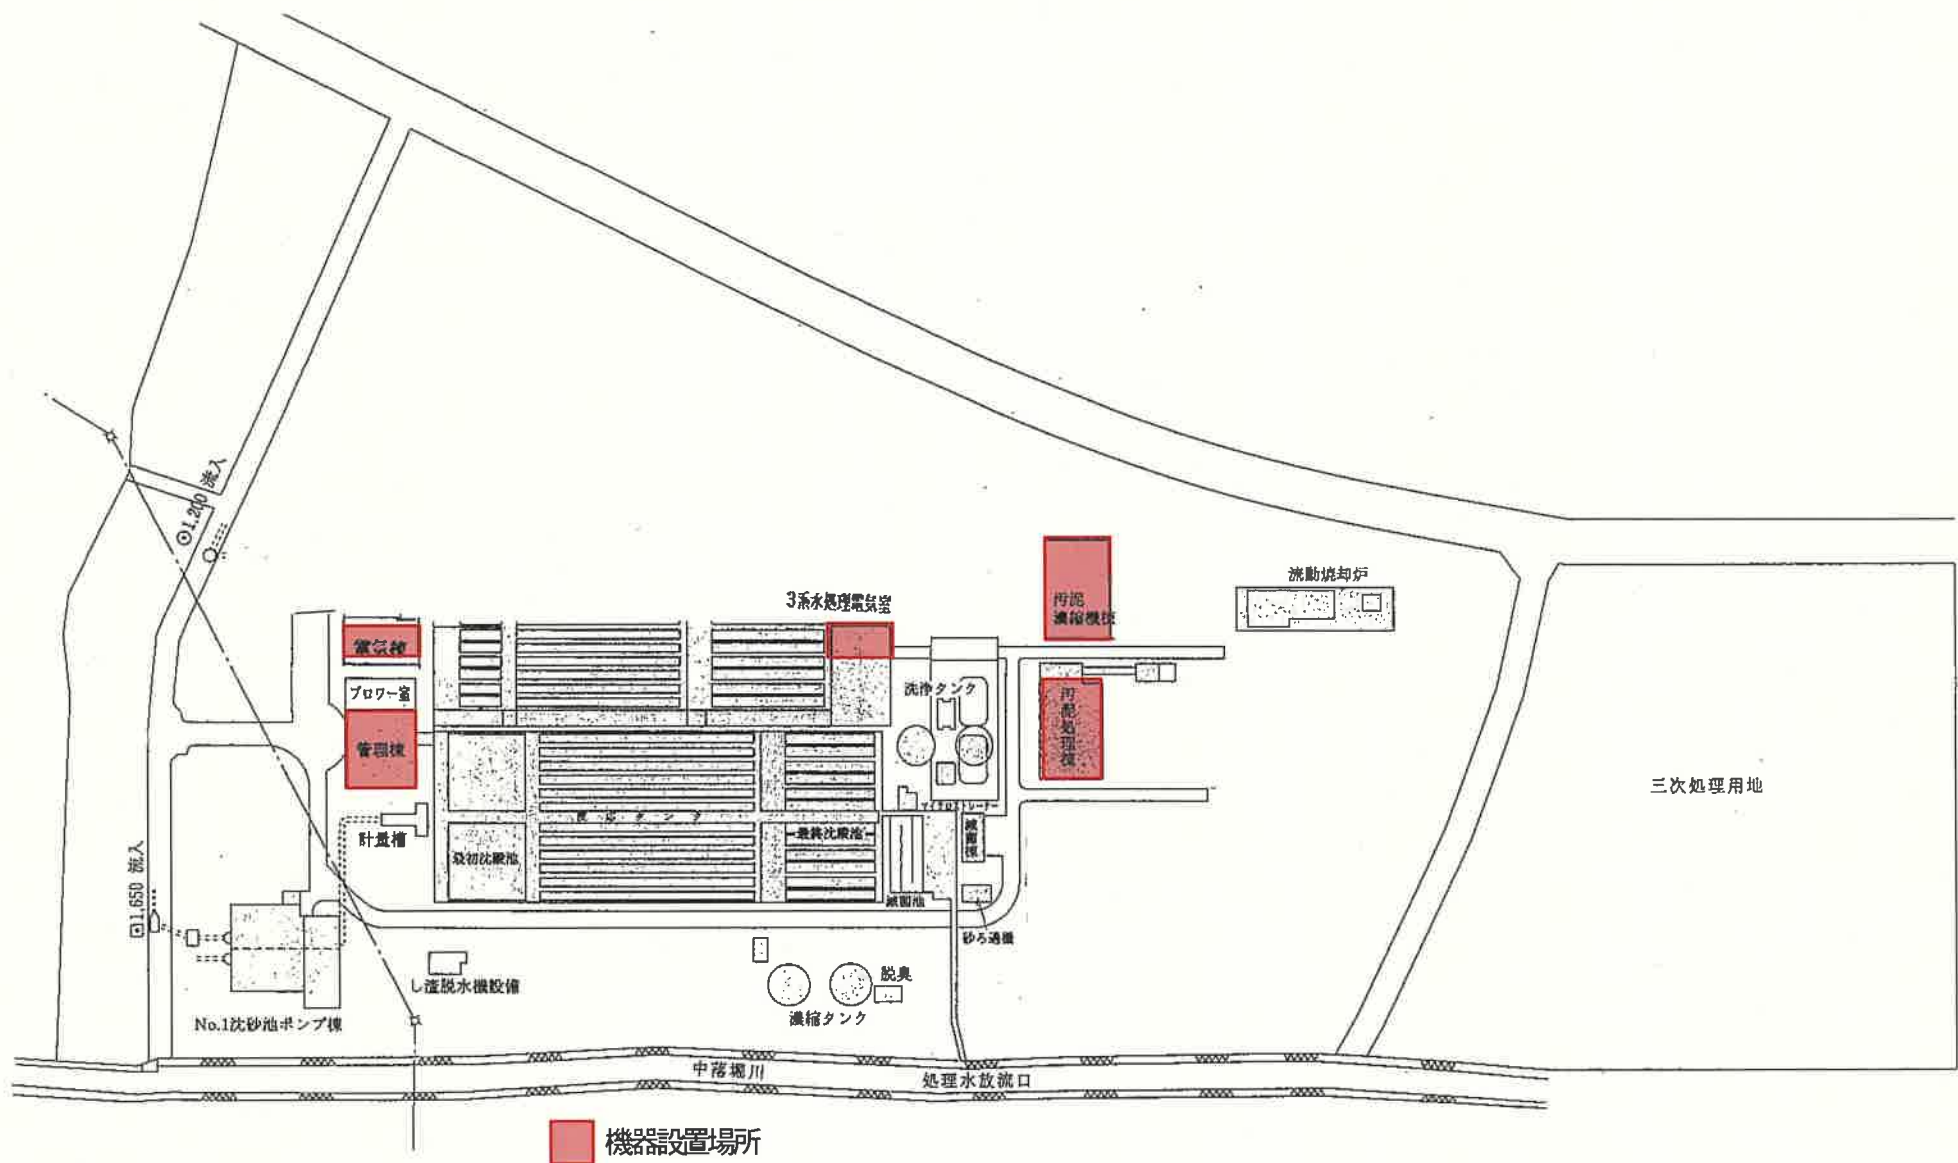 ⊙1,200 流入
流動焼却炉
汚泥
濃縮機棟
3系水処理電気室
電気棟
ブロワー室
洗浄タンク
汚泥処理棟
管理棟
三次処理用地
マイクロストレーナー
反応タンク
計量槽
最終沈殿池
滅菌棟
最初沈殿池
⊡1,650 流入
滅菌池
砂ろ過機
し渣脱水機設備
脱臭
濃縮タンク
No.1沈砂池ポンプ棟
中落堀川
処理水放流口
機器設置場所